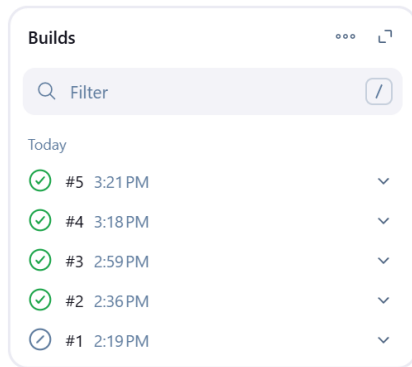 Builds
Filter /
Today
#5 3:21 PM
#4 3:18 PM
#3 2:59 PM
#2 2:36 PM
#1 2:19 PM